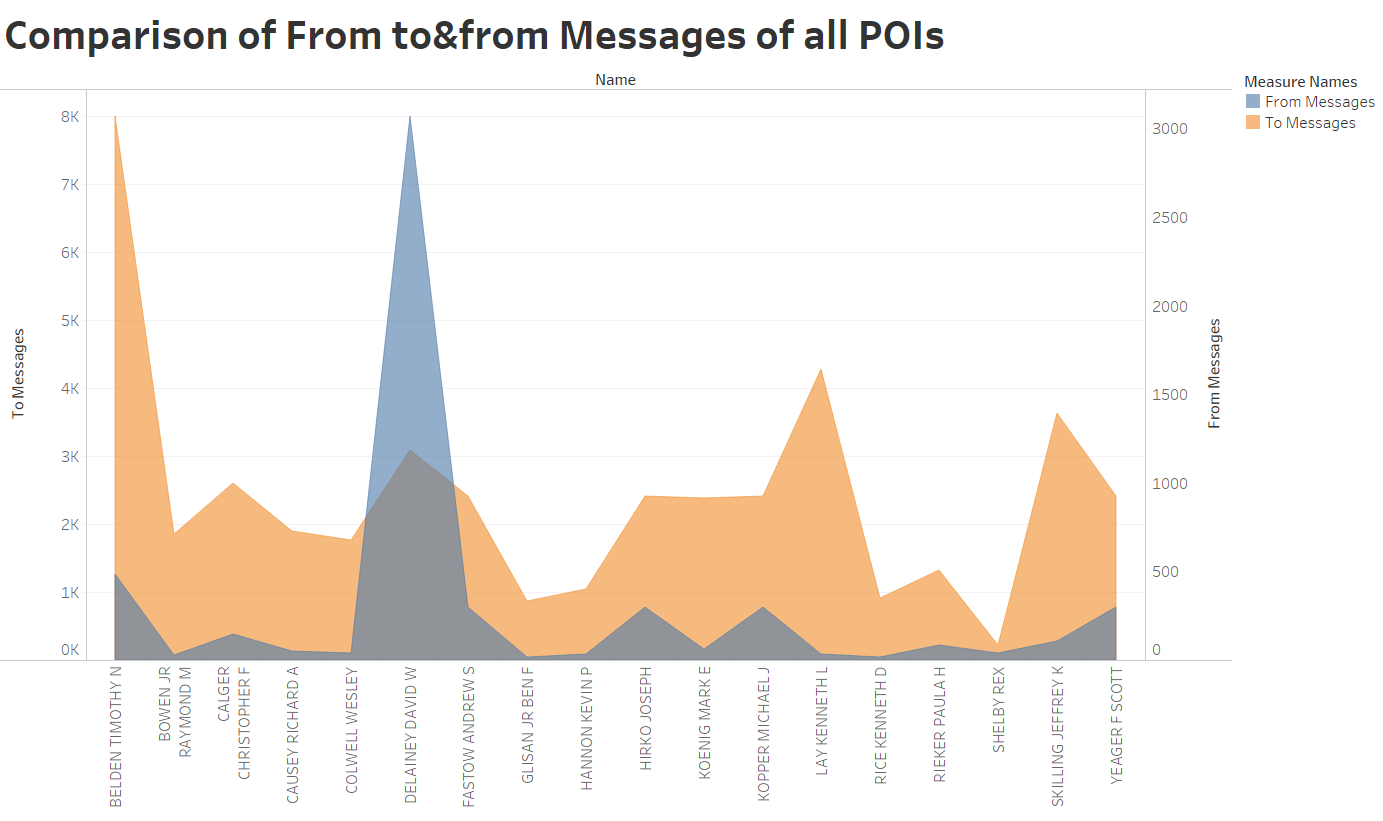 Comparison of From to&from Messages of all POIs
Name
Measure Names
From Messages
To Messages
To Messages
8K
7K
6K
5K
4K
3K
2K
1K
0K
3000
2500
2000
1500
1000
500
0
From Messages
BELDEN TIMOTHY N
BOWEN JR
RAYMOND M
CALGER
CHRISTOPHER F
CAUSEY RICHARD A
COLWELL WESLEY
DELAINEY DAVID W
FASTOW ANDREW S
GLISAN JR BEN F
HANNON KEVIN P
HIRKO JOSEPH
KOENIG MARK E
KOPPER MICHAEL J
LAY KENNETH L
RICE KENNETH D
RIEKER PAULA H
SHELBY REX
SKILLING JEFFREY K
YEAGER F SCOTT